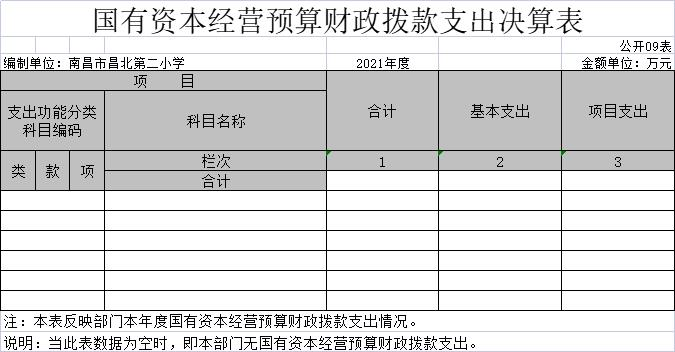 国有资本经营预算财政拨款支出决算表
公开09表
编制单位：南昌市昌北第二小学 2021年度 金额单位：万元
项 目 合计 基本支出 项目支出
支出功能分类科目编码 科目名称
类 款 项 栏次 1 2 3
合计
注：本表反映部门本年度国有资本经营预算财政拨款支出情况。
说明：当此表数据为空时，即本部门无国有资本经营预算财政拨款支出。